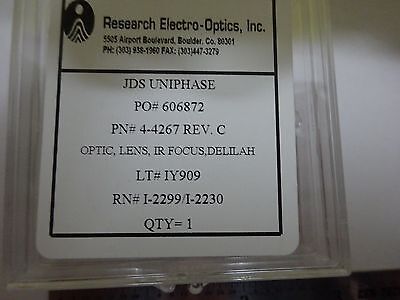 Research Electro-Optics, Inc.
5505 Airport Boulevard, Boulder, Co. 80301
PH: (303) 938-1960 FAX: (303)447-3279
JDS UNIPHASE
PO# 606872
PN# 4-4267 REV. C
OPTIC, LENS, IR FOCUS,DELILAH
LT# IY909
RN# I-2299/I-2230
QTY= 1